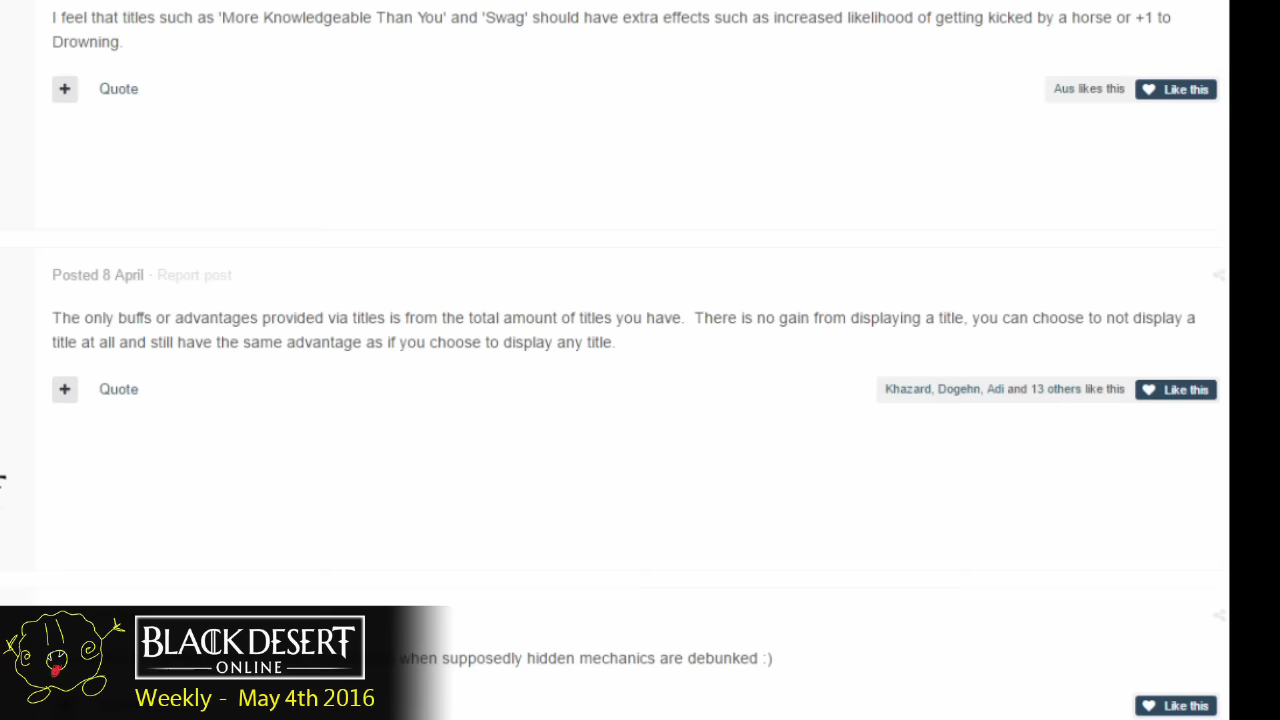 I feel that titles such as 'More Knowledgeable Than You' and 'Swag' should have extra effects such as increased likelihood of getting kicked by a horse or +1 to
Drowning.
+ Quote
Aus likes this Like this
Posted 8 April - Report post
The only buffs or advantages provided via titles is from the total amount of titles you have. There is no gain from displaying a title, you can choose to not display a
title at all and still have the same advantage as if you choose to display any title.
+ Quote
Khazard, Dogehn, Adi and 13 others like this Like this
when supposedly hidden mechanics are debunked :)
BLACK DESERT
ONLINE
Weekly - May 4th 2016
Like this